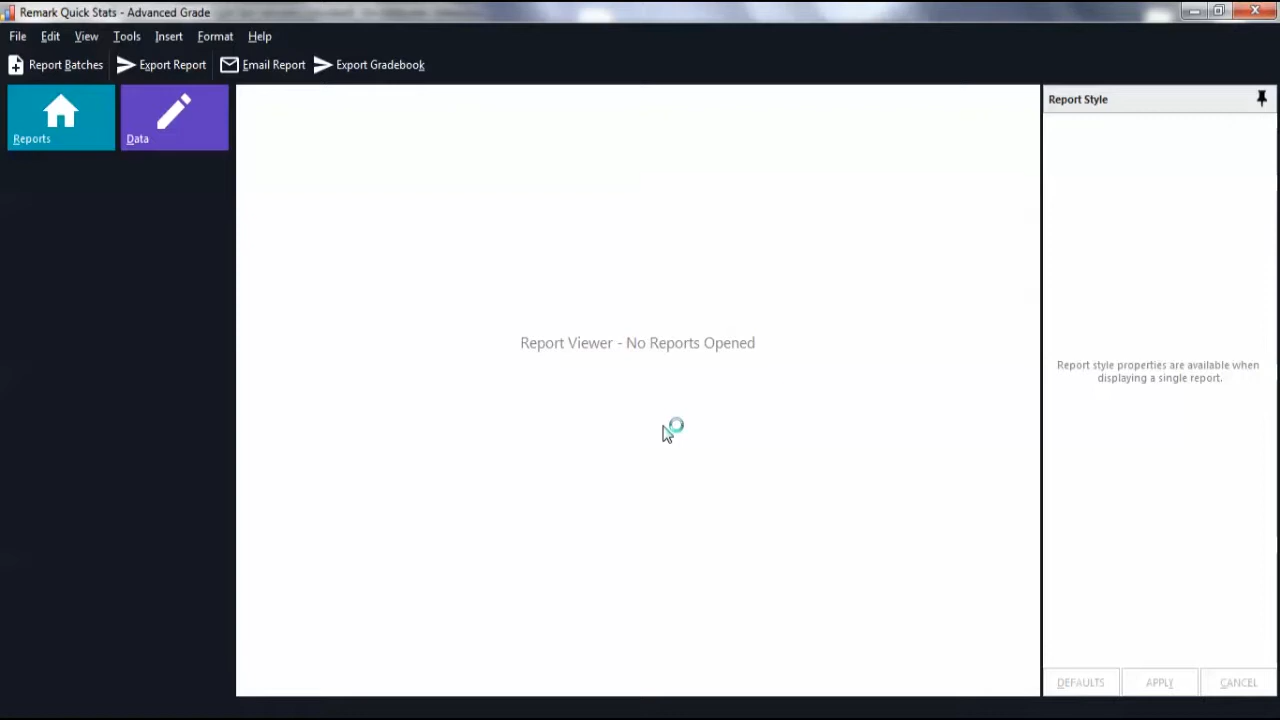 Remark Quick Stats - Advanced Grade
File Edit View Tools Insert Format Help
Report Batches Export Report Email Report Export Gradebook
Reports Data
Report Style
Report Viewer - No Reports Opened
Report style properties are available when
displaying a single report.
DEFAULTS APPLY CANCEL